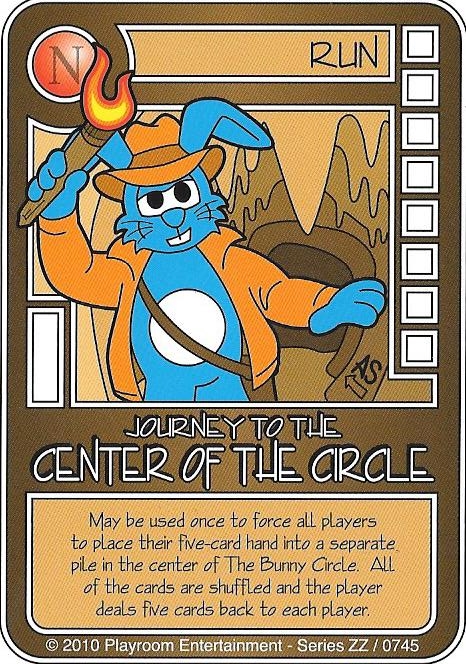 N
RUN
AS
JOURNEY TO THE
CENTER OF THE CIRCLE
May be used once to force all players
to place their five-card hand into a separate
pile in the center of The Bunny Circle. All
of the cards are shuffled and the player
deals five cards back to each player.
© 2010 Playroom Entertainment - Series ZZ / 0745